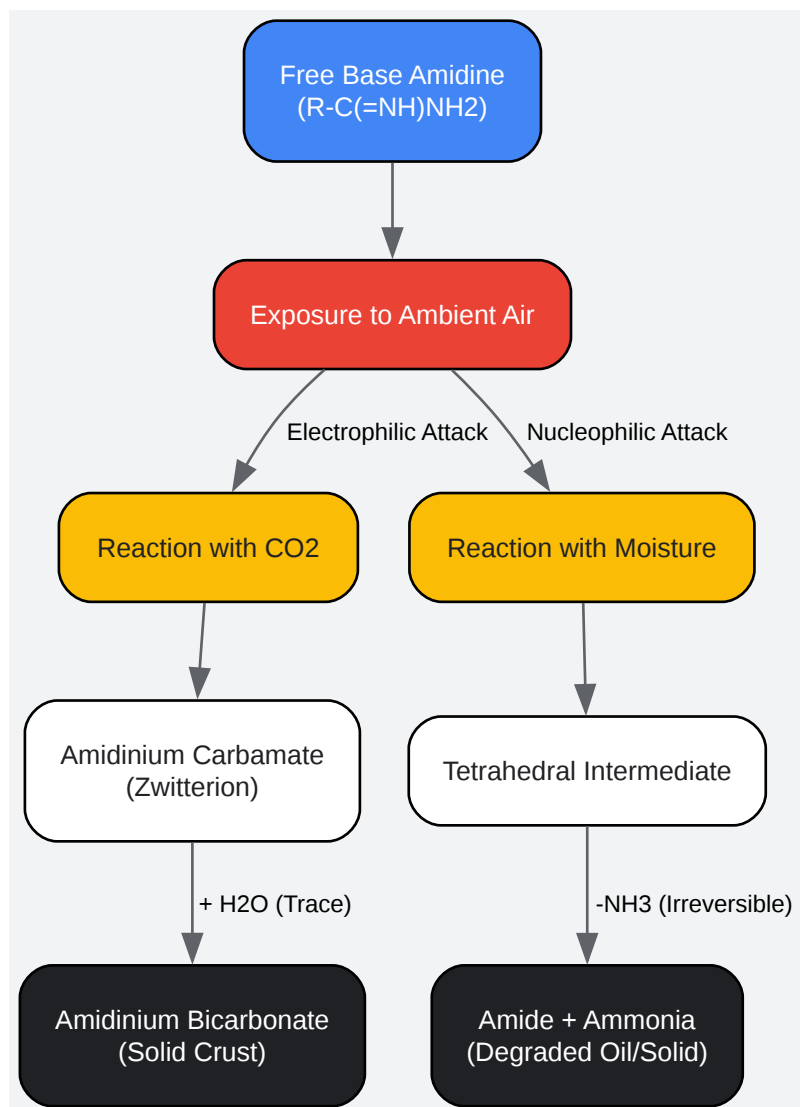 Free Base Amidine
(R-C(=NH)NH2)
Exposure to Ambient Air
Electrophilic Attack
Nucleophilic Attack
Reaction with CO2
Reaction with Moisture
Amidinium Carbamate
(Zwitterion)
Tetrahedral Intermediate
+ H2O (Trace)
-NH3 (Irreversible)
Amidinium Bicarbonate
(Solid Crust)
Amide + Ammonia
(Degraded Oil/Solid)